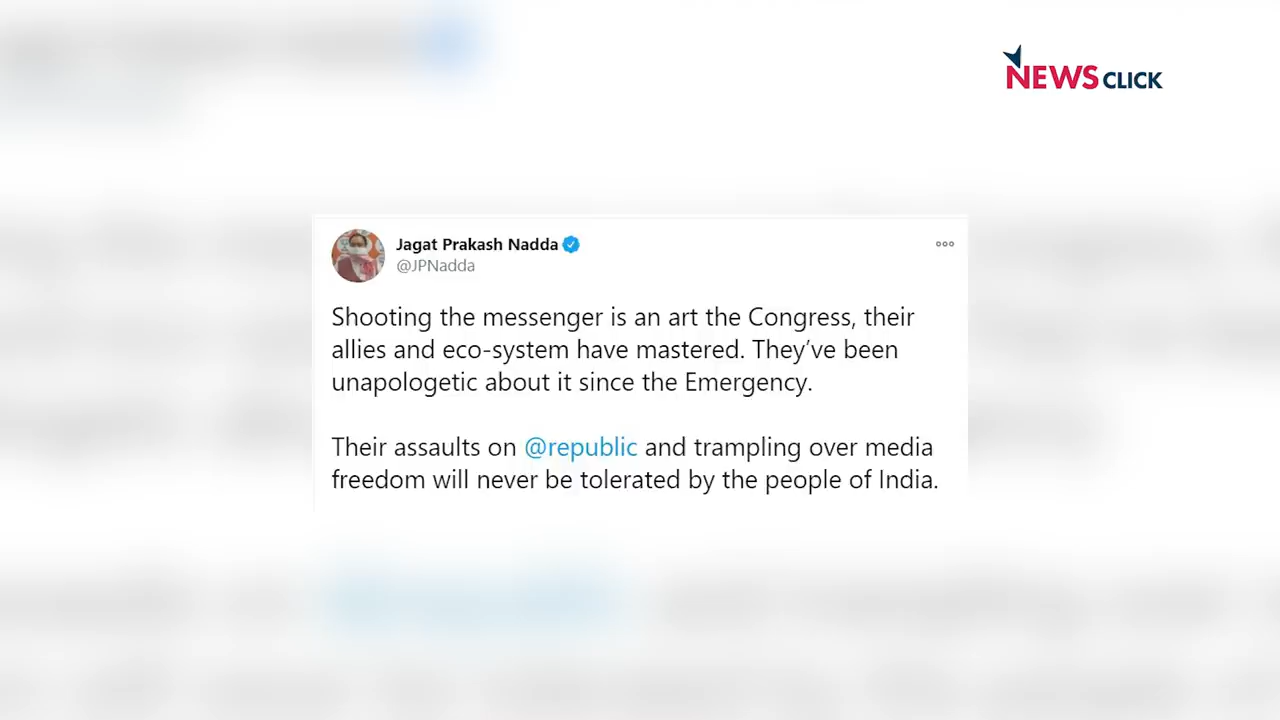 NEWS CLICK
Jagat Prakash Nadda
@JPNadda
Shooting the messenger is an art the Congress, their
allies and eco-system have mastered. They've been
unapologetic about it since the Emergency.
Their assaults on @republic and trampling over media
freedom will never be tolerated by the people of India.